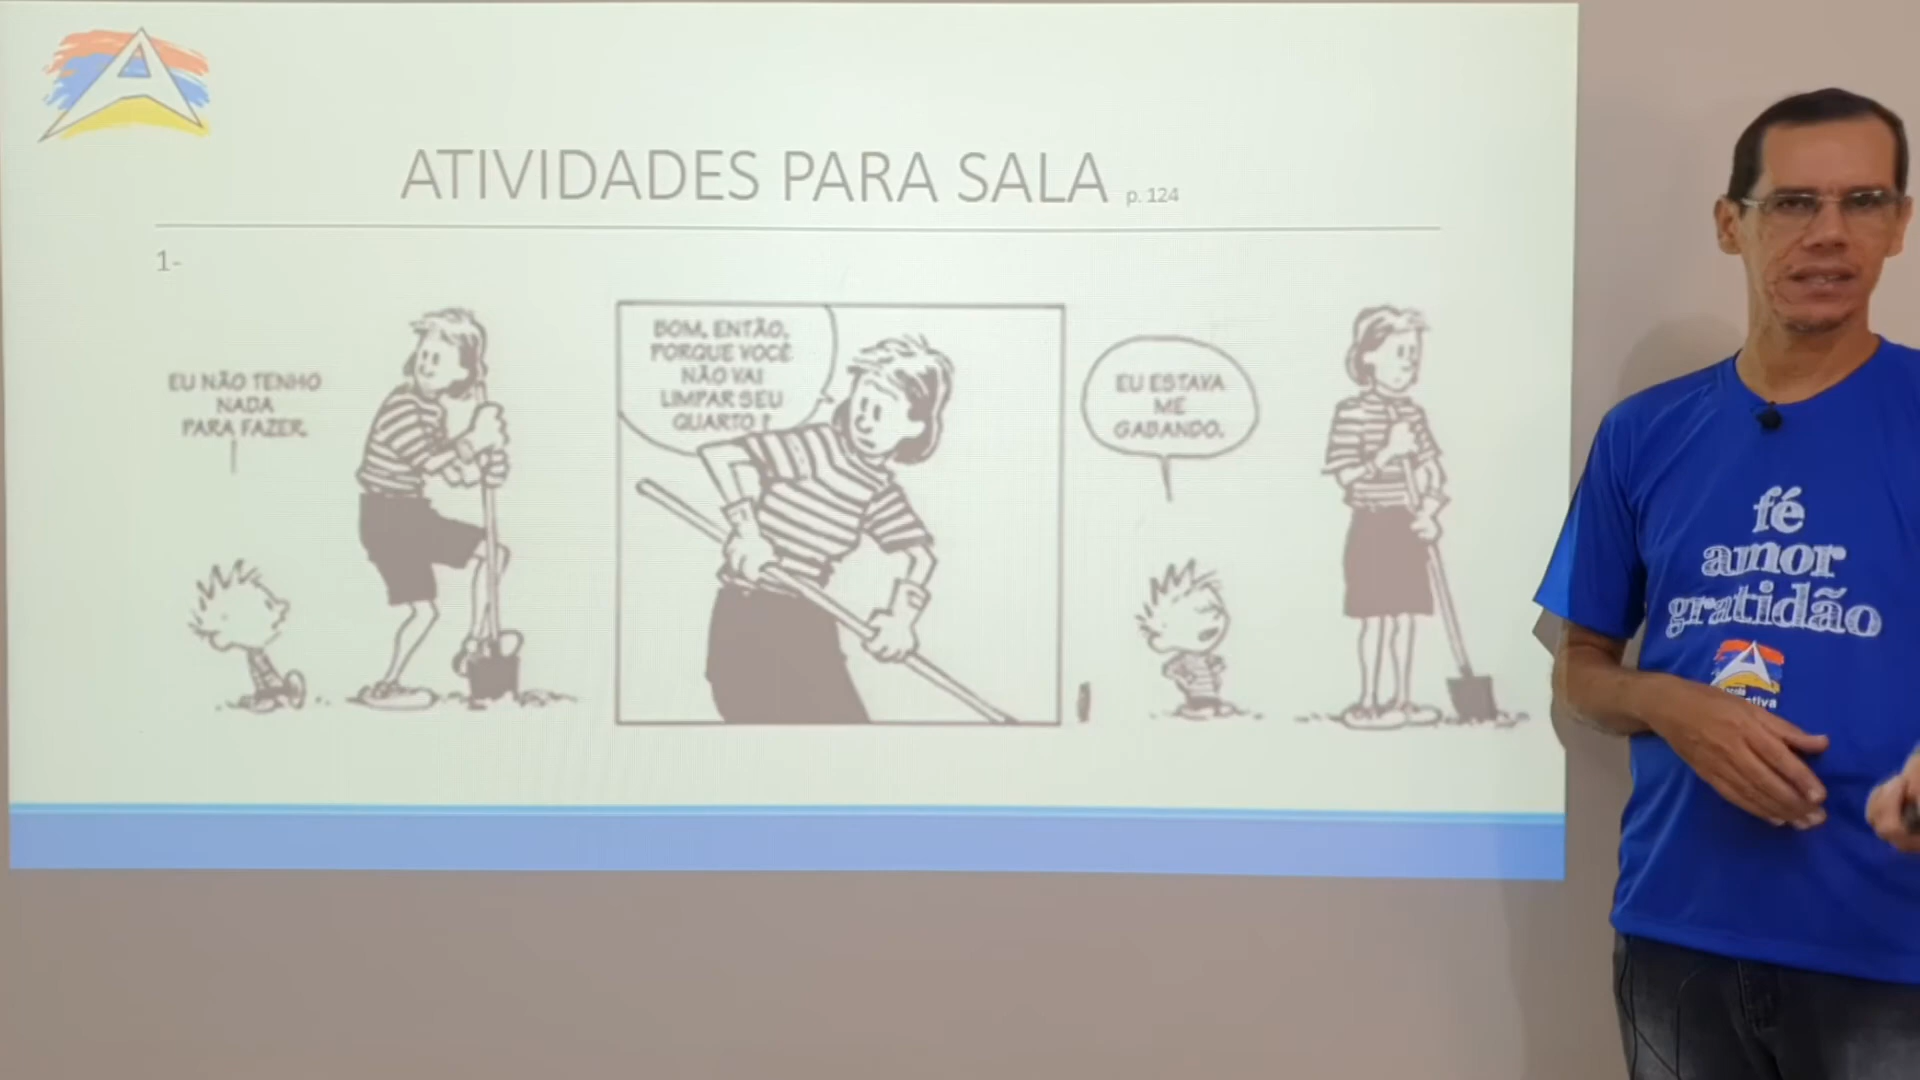 ATIVIDADES PARA SALA p. 124
1-
EU NÃO TENHO
NADA
PARA FAZER.
BOM, ENTÃO,
PORQUE VOCÊ
NÃO VAI
LIMPAR SEU
QUARTO?
EU ESTAVA
ME
GABANDO.
fé
amor
gratidão